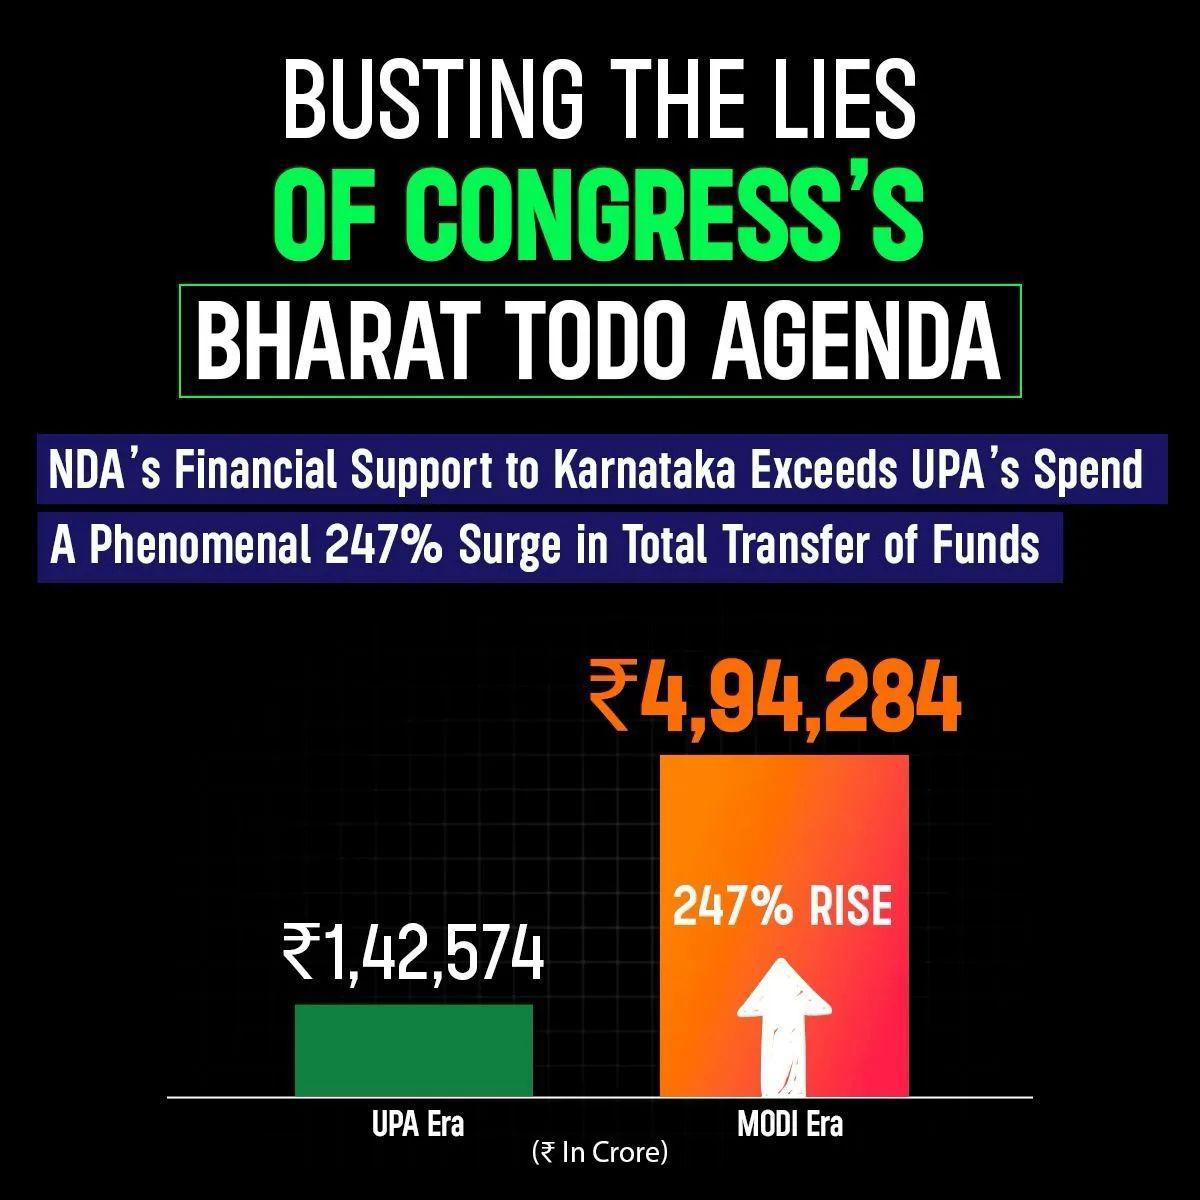 BUSTING THE LIES
OF CONGRESS'S
BHARAT TODO AGENDA
NDA's Financial Support to Karnataka Exceeds UPA's Spend
A Phenomenal 247% Surge in Total Transfer of Funds
₹4,94,284
247% RISE
₹1,42,574
UPA Era
MODI Era
(₹ In Crore)